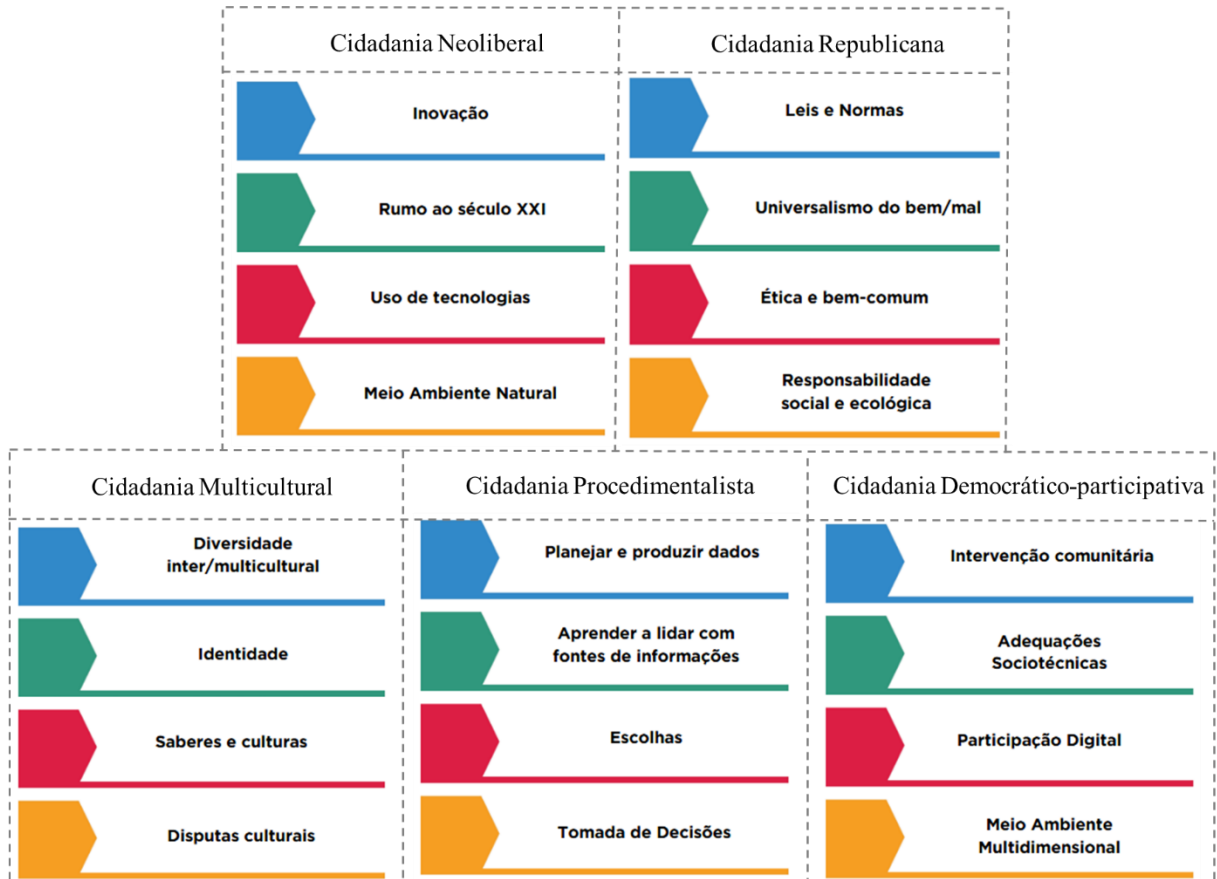 Cidadania Neoliberal
Inovação
Rumo ao século XXI
Uso de tecnologias
Meio Ambiente Natural
Cidadania Republicana
Leis e Normas
Universalismo do bem/mal
Ética e bem-comum
Responsabilidade
social e ecológica
Cidadania Multicultural
Diversidade
inter/multicultural
Identidade
Saberes e culturas
Disputas culturais
Cidadania Procedimentalista
Planejar e produzir dados
Aprender a lidar com
fontes de informações
Escolhas
Tomada de Decisões
Cidadania Democrático-participativa
Intervenção comunitária
Adequações
Sociotécnicas
Participação Digital
Meio Ambiente
Multidimensional